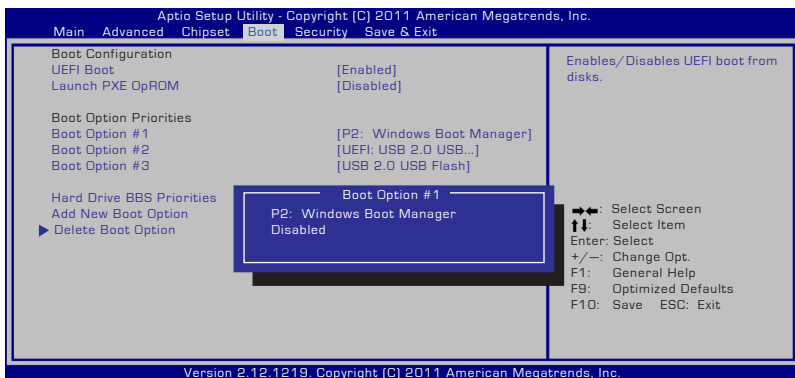 Aptio Setup Utility - Copyright (C) 2011 American Megatrends, Inc.
Main Advanced Chipset Boot Security Save & Exit
Boot Configuration
UEFI Boot [Enabled]
Launch PXE OpROM [Disabled]
Boot Option Priorities
Boot Option #1 [P2: Windows Boot Manager]
Boot Option #2 [UEFI: USB 2.0 USB...]
Boot Option #3 [USB 2.0 USB Flash]
Hard Drive BBS Priorities
Add New Boot Option
Delete Boot Option
Boot Option #1
P2: Windows Boot Manager
Disabled
Enables/Disables UEFI boot from
disks.
→←: Select Screen
↑↓: Select Item
Enter: Select
+/—: Change Opt.
F1: General Help
F9: Optimized Defaults
F10: Save ESC: Exit
Version 2.12.1219. Copyright (C) 2011 American Megatrends, Inc.